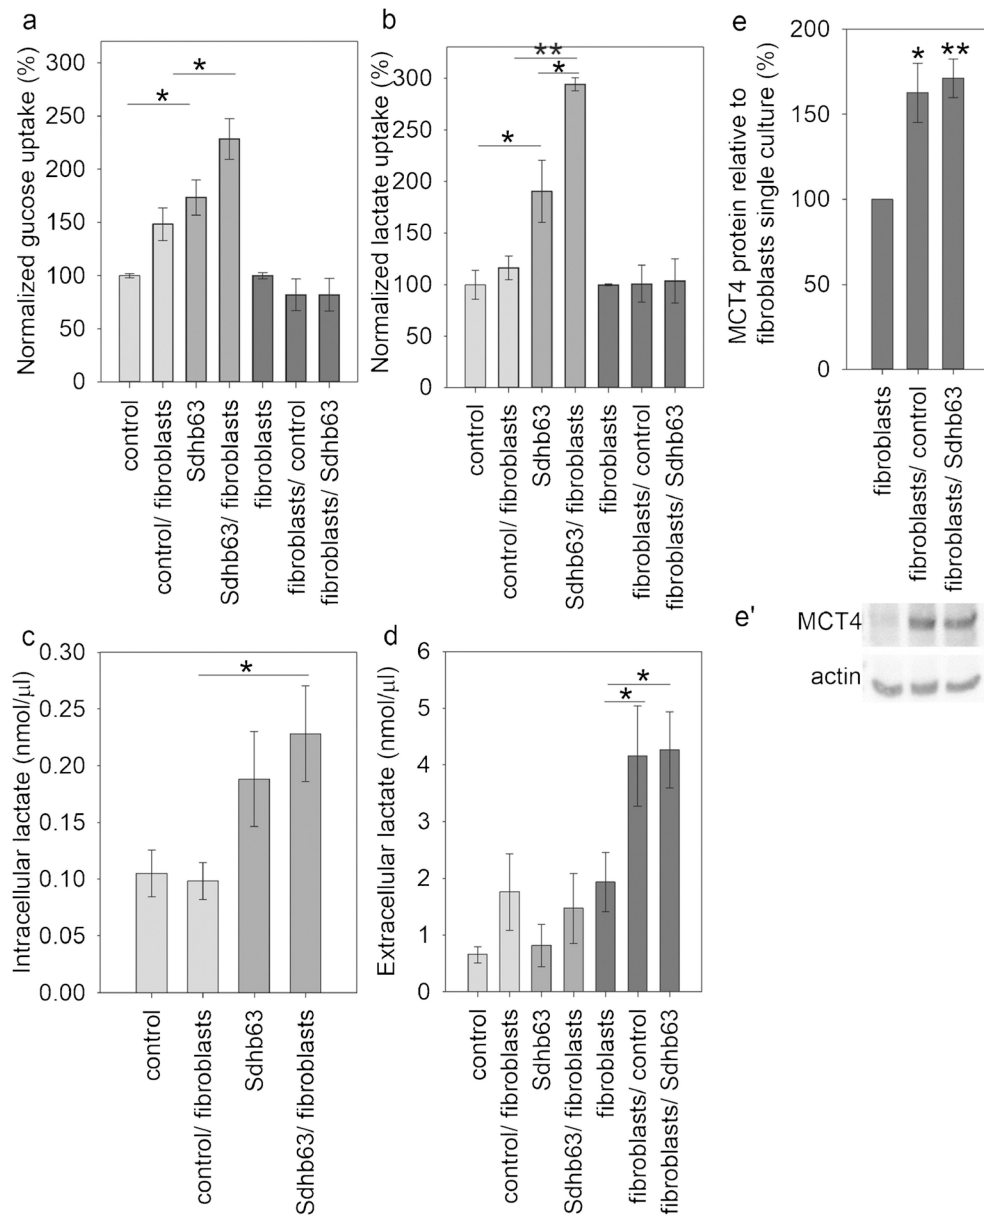 a
Normalized gucose uptake (%)
300
250
200
150
100
50
0
*
*
control
control/ fibroblasts
Sdhb63
Sdhb63/ fibroblasts
fibroblasts
fibroblasts/ control
fibroblasts/ Sdhb63
b
Normalized lactate uptake (%)
300
250
200
150
100
50
0
**
*
*
control
control/ fibroblasts
Sdhb63
Sdhb63/ fibroblasts
fibroblasts
fibroblasts/ control
fibroblasts/ Sdhb63
e
MCT4 protein relative to
fibroblasts single culture (%)
200
150
100
50
0
*
**
fibroblasts
fibroblasts/ control
fibroblasts/ Sdhb63
e'
MCT4
actin
c
Intracellular lactate (nmol/µl)
0.30
0.25
0.20
0.15
0.10
0.05
0.00
*
control
control/ fibroblasts
Sdhb63
Sdhb63/ fibroblasts
d
Extracellular lactate (nmol/µl)
6
5
4
3
2
1
0
*
*
control
control/ fibroblasts
Sdhb63
Sdhb63/ fibroblasts
fibroblasts
fibroblasts/ control
fibroblasts/ Sdhb63